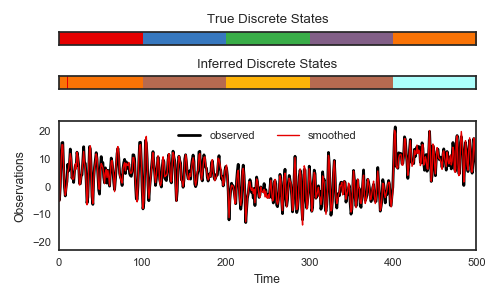 True Discrete States
Inferred Discrete States
observed smoothed
Observations
20
10
0
−10
−20
0 100 200 300 400 500
Time